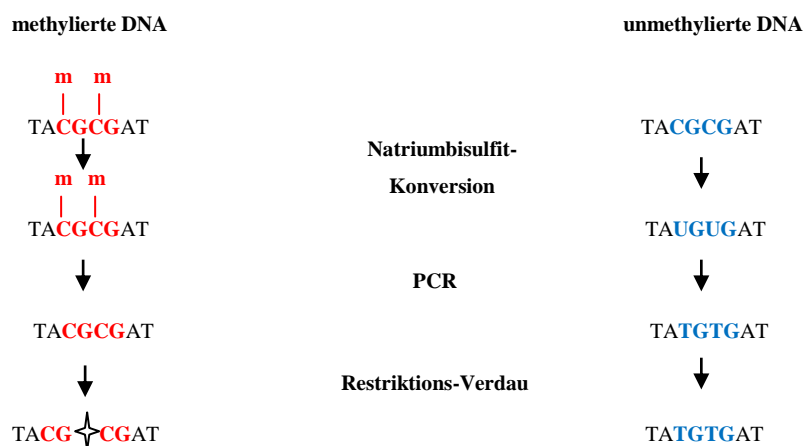 methylierte DNA
unmethylierte DNA
m m
TACGCGAT
TACGCGAT
Natriumbisulfit-
Konversion
m m
TACGCGAT
TAUGUGAT
PCR
TACGCGAT
TATGTGAT
Restriktions-Verdau
TACG CGAT
TATGTGAT